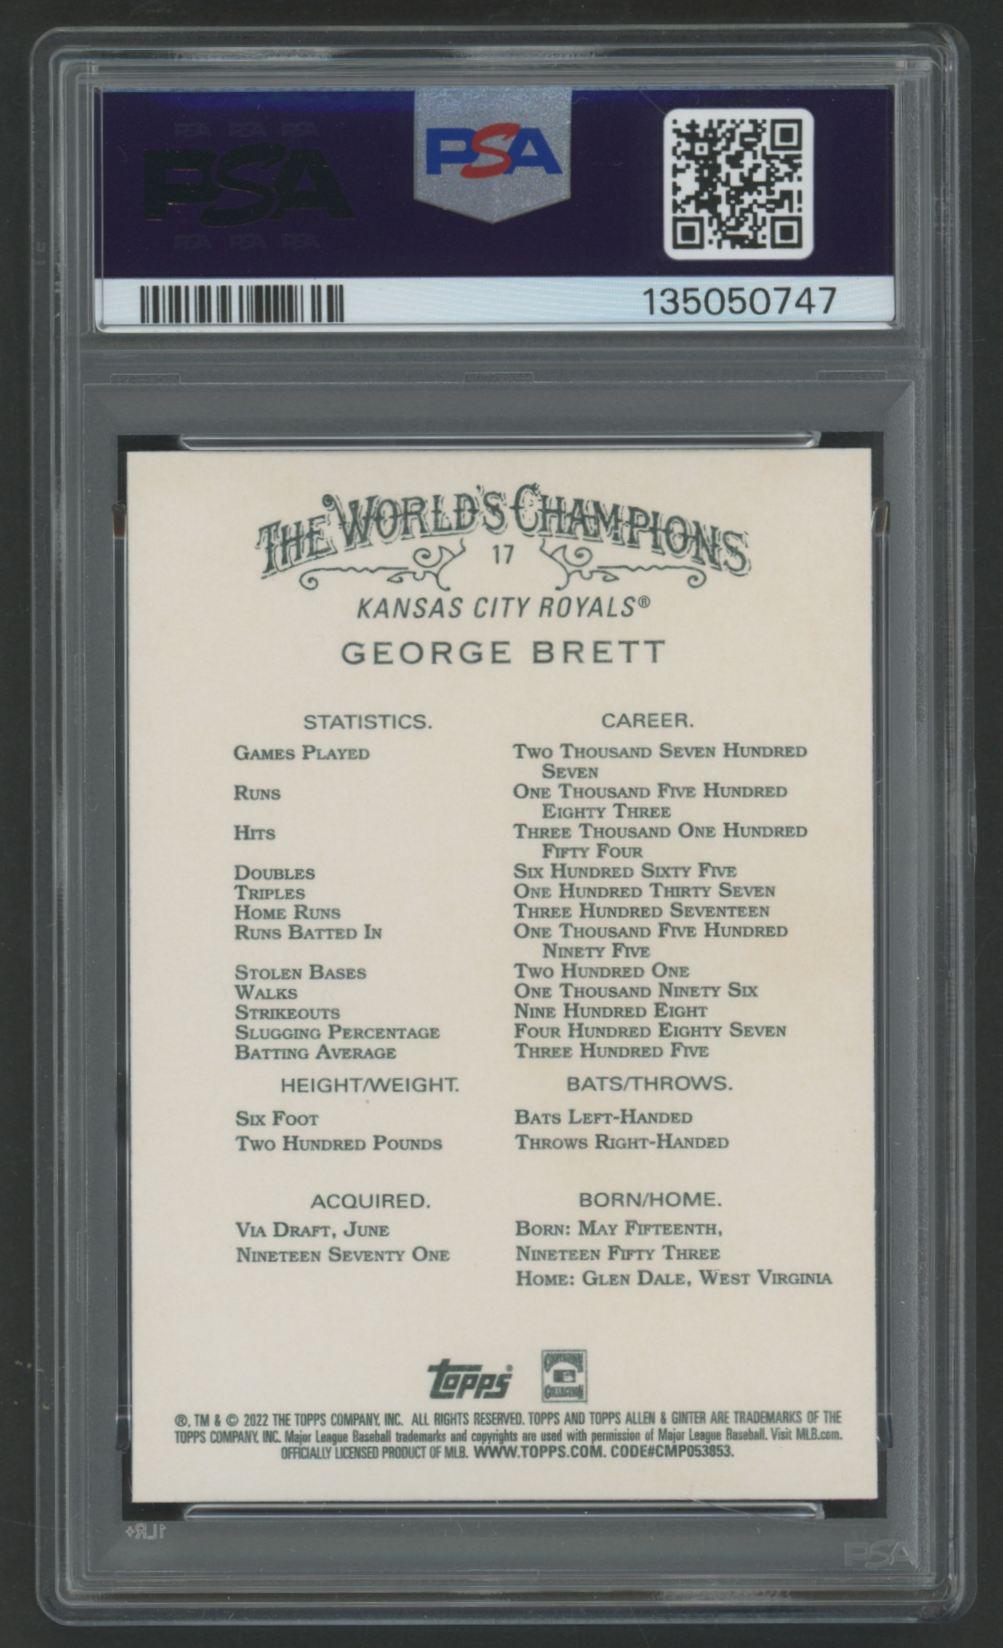 PSA PSA PSA
PSA
PSA
PSA PSA PSA
135050747
THE WORLD'S CHAMPIONS
17
KANSAS CITY ROYALS®
GEORGE BRETT
STATISTICS. CAREER.
GAMES PLAYED TWO THOUSAND SEVEN HUNDRED
SEVEN
RUNS ONE THOUSAND FIVE HUNDRED
EIGHTY THREE
HITS THREE THOUSAND ONE HUNDRED
FIFTY FOUR
DOUBLES SIX HUNDRED SIXTY FIVE
TRIPLES ONE HUNDRED THIRTY SEVEN
HOME RUNS THREE HUNDRED SEVENTEEN
RUNS BATTED IN ONE THOUSAND FIVE HUNDRED
NINETY FIVE
STOLEN BASES TWO HUNDRED ONE
WALKS ONE THOUSAND NINETY SIX
STRIKEOUTS NINE HUNDRED EIGHT
SLUGGING PERCENTAGE FOUR HUNDRED EIGHTY SEVEN
BATTING AVERAGE THREE HUNDRED FIVE
HEIGHT/WEIGHT. BATS/THROWS.
SIX FOOT BATS LEFT-HANDED
TWO HUNDRED POUNDS THROWS RIGHT-HANDED
ACQUIRED. BORN/HOME.
VIA DRAFT, JUNE BORN: MAY FIFTEENTH,
NINETEEN SEVENTY ONE NINETEEN FIFTY THREE
HOME: GLEN DALE, WEST VIRGINIA
topps COOPERSTOWN COLLECTION
®, TM & © 2022 THE TOPPS COMPANY, INC. ALL RIGHTS RESERVED. TOPPS AND TOPPS ALLEN & GINTER ARE TRADEMARKS OF THE
TOPPS COMPANY, INC. Major League Baseball trademarks and copyrights are used with permission of Major League Baseball. Visit MLB.com.
OFFICIALLY LICENSED PRODUCT OF MLB. WWW.TOPPS.COM. CODE#CMP053853.
PSA